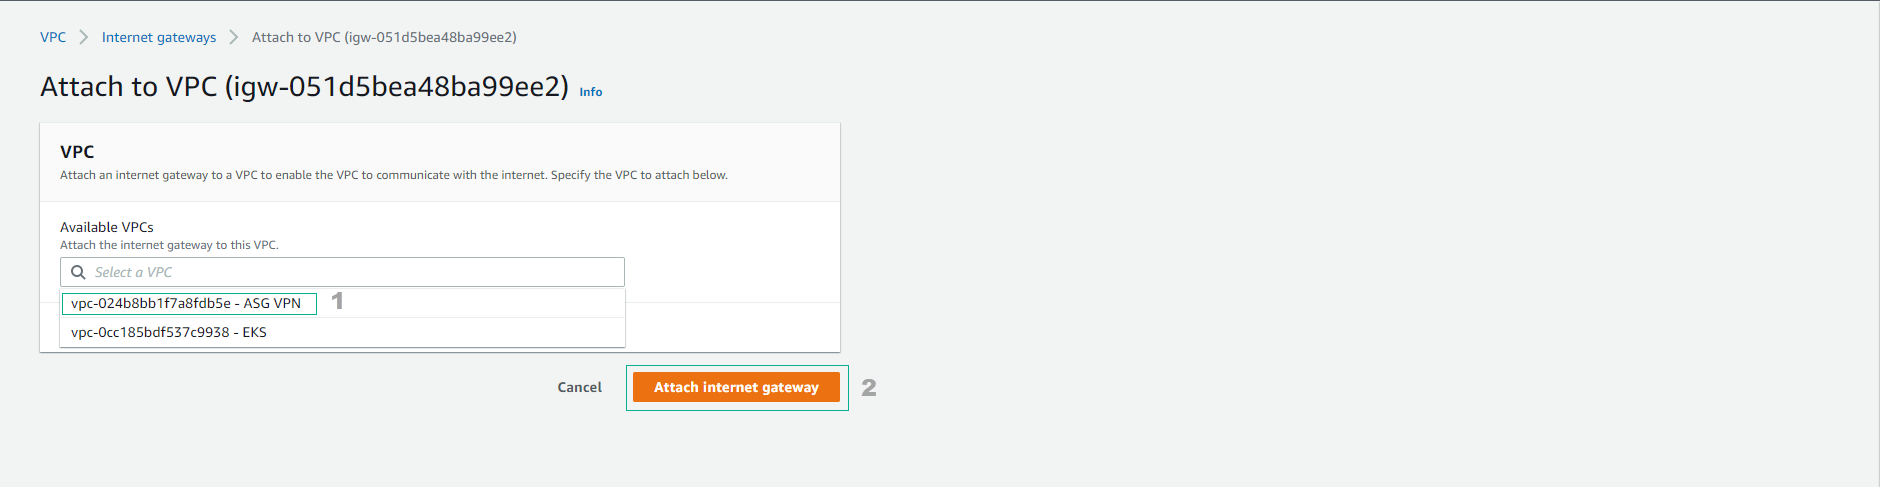 VPC > Internet gateways > Attach to VPC (igw-051d5bea48ba99ee2)
Attach to VPC (igw-051d5bea48ba99ee2) Info
VPC
Attach an internet gateway to a VPC to enable the VPC to communicate with the internet. Specify the VPC to attach below.
Available VPCs
Attach the internet gateway to this VPC.
Select a VPC
vpc-024b8bb1f7a8fdb5e - ASG VPN 1
vpc-0cc185bdf537c9938 - EKS
Cancel Attach internet gateway 2